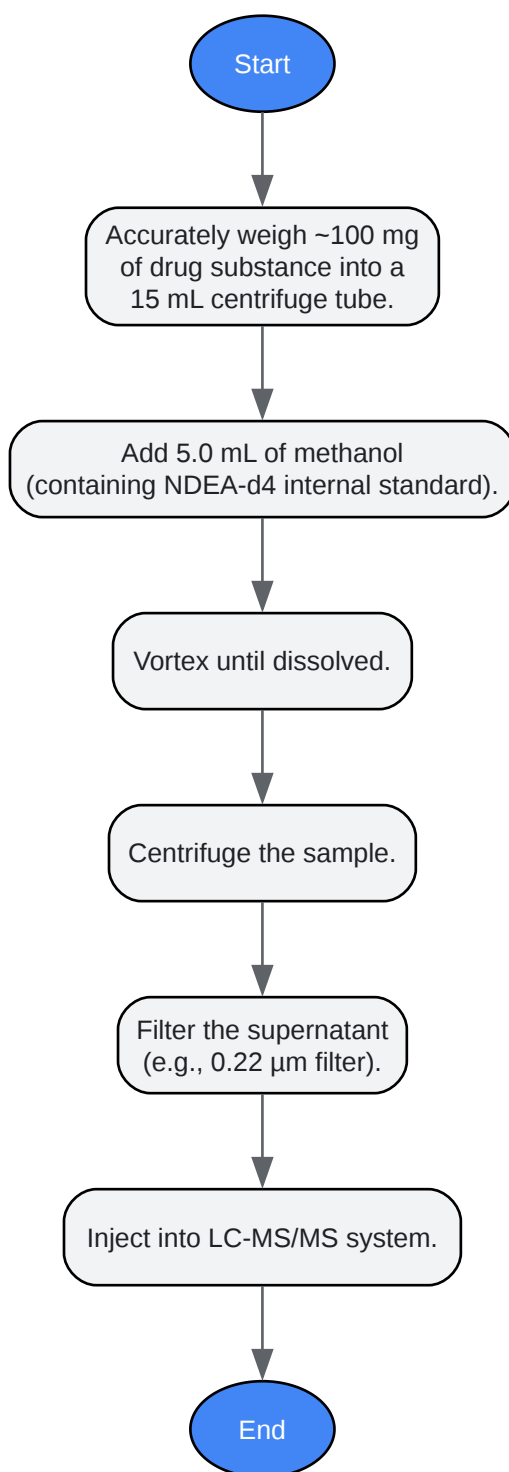 Start
Accurately weigh ~100 mg
of drug substance into a
15 mL centrifuge tube.
Add 5.0 mL of methanol
(containing NDEA-d4 internal standard).
Vortex until dissolved.
Centrifuge the sample.
Filter the supernatant
(e.g., 0.22 µm filter).
Inject into LC-MS/MS system.
End